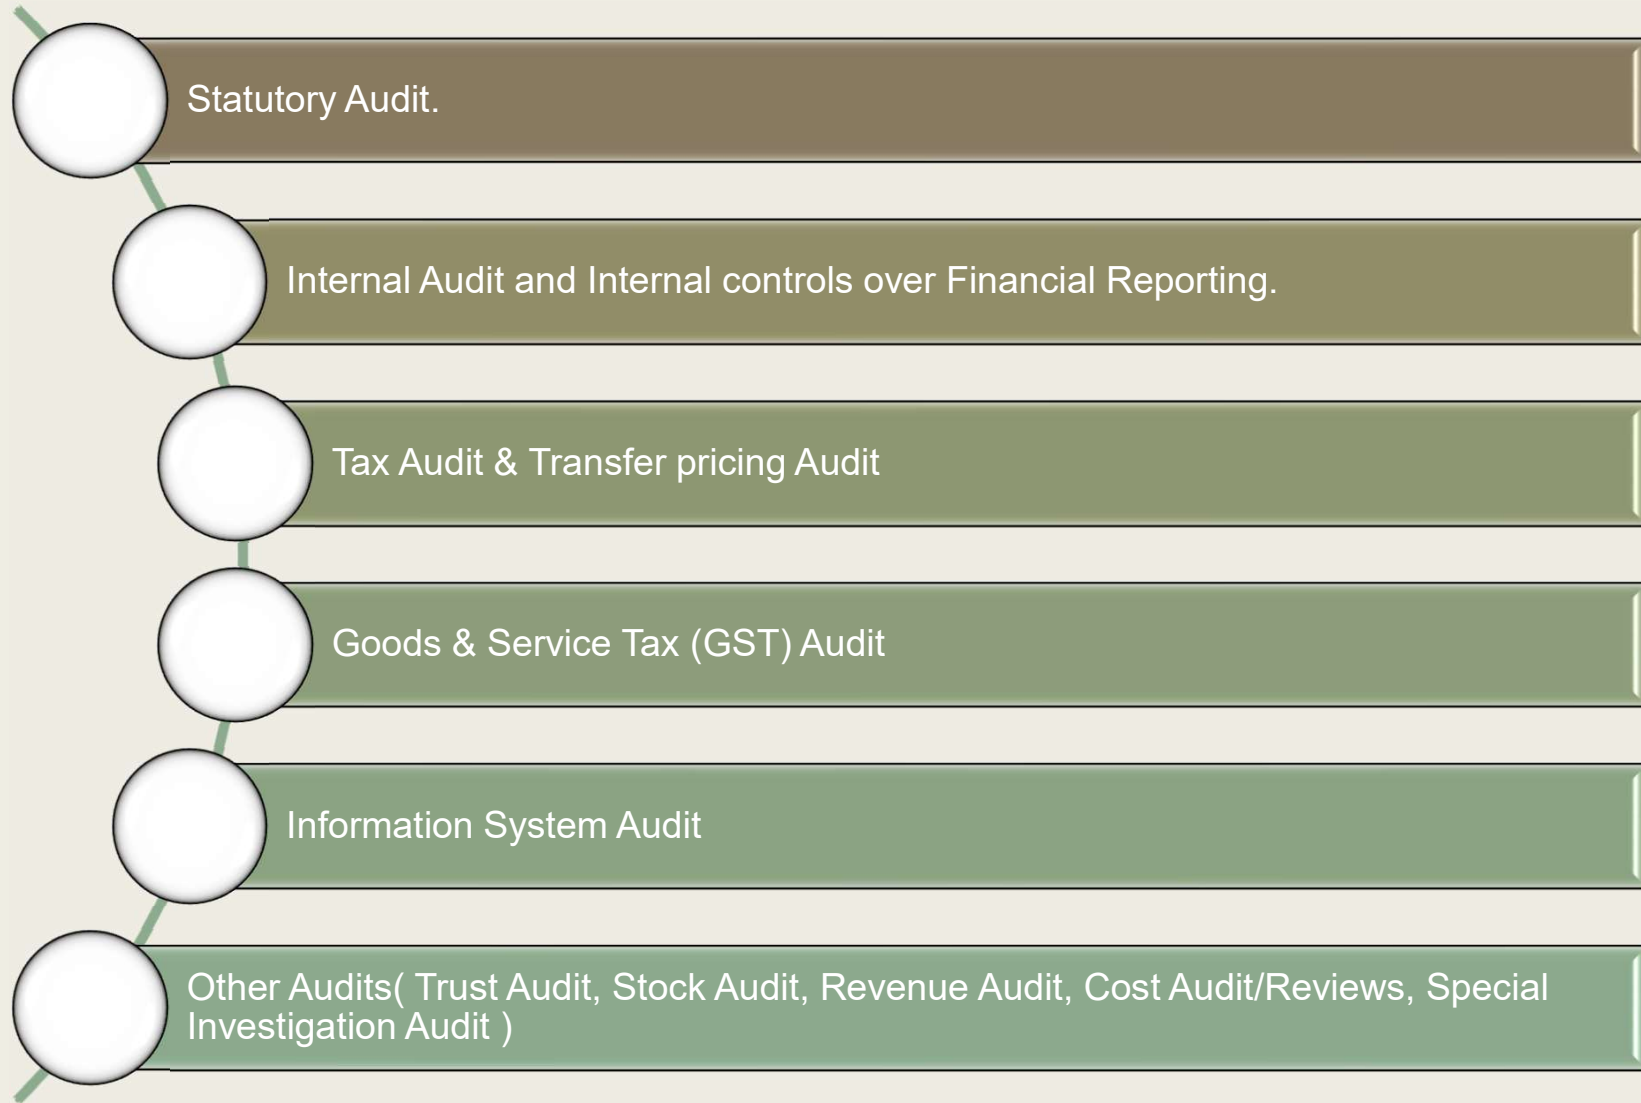 Statutory Audit.
Internal Audit and Internal controls over Financial Reporting.
Tax Audit & Transfer pricing Audit
Goods & Service Tax (GST) Audit
Information System Audit
Other Audits( Trust Audit, Stock Audit, Revenue Audit, Cost Audit/Reviews, Special
Investigation Audit )